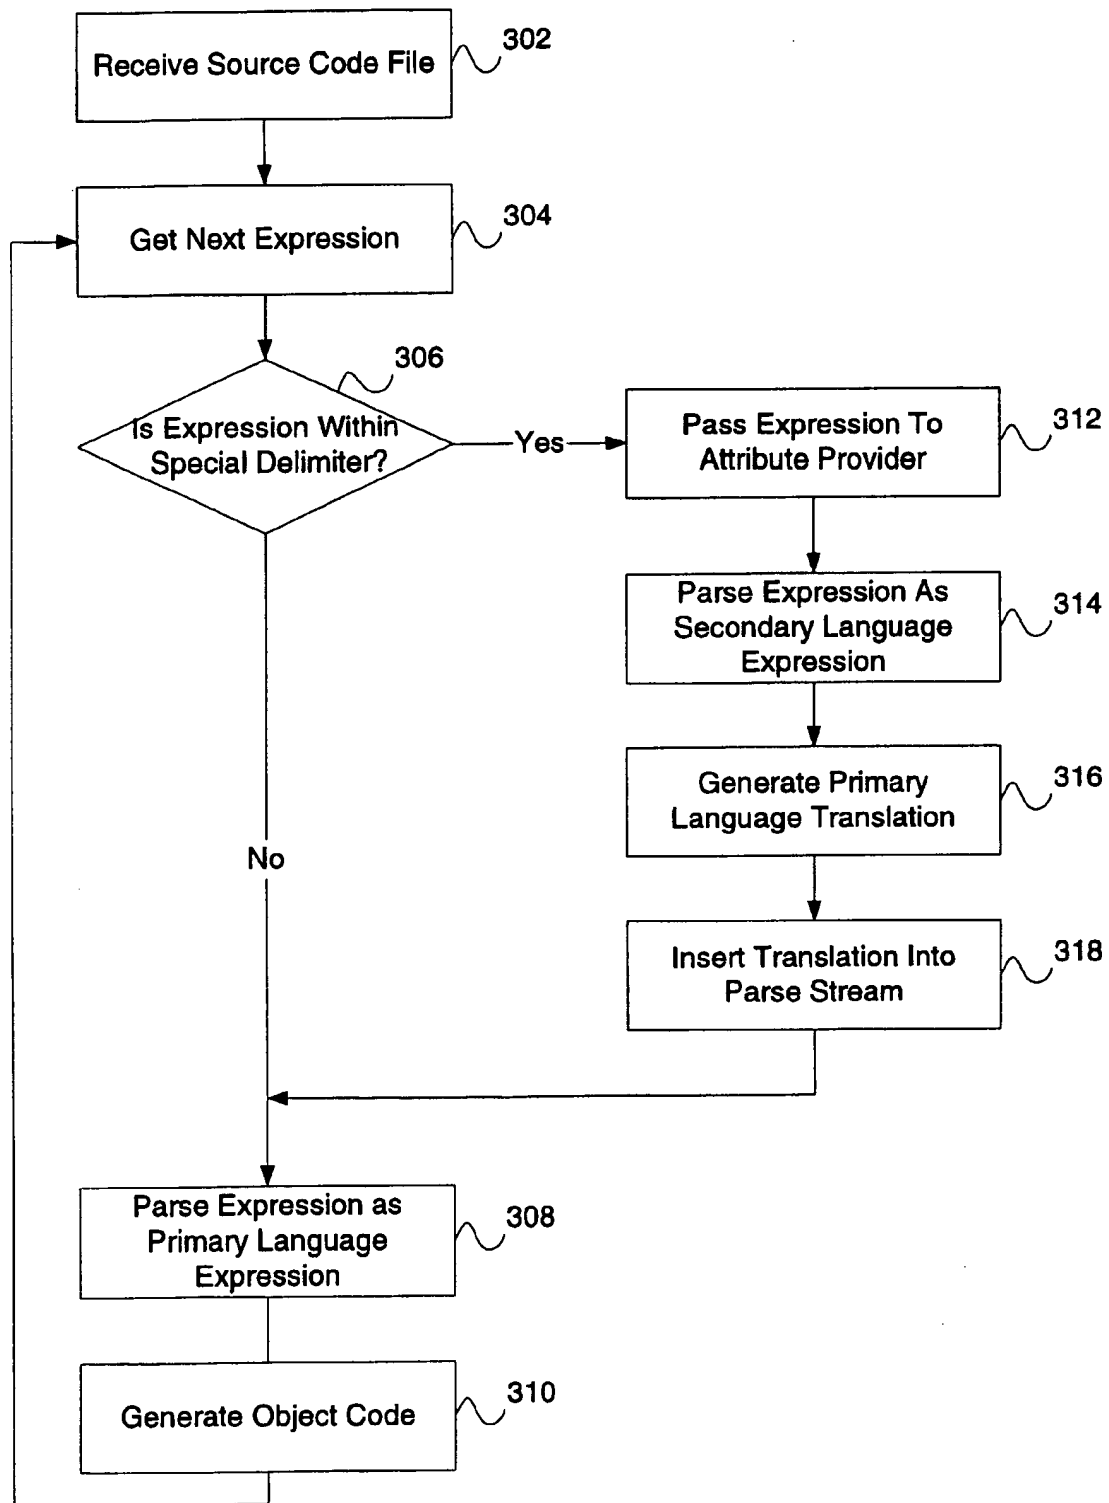 Receive Source Code File
302
Get Next Expression
304
306
Is Expression Within
Special Delimiter?
Yes
Pass Expression To
Attribute Provider
312
Parse Expression As
Secondary Language
Expression
314
Generate Primary
Language Translation
316
No
Insert Translation Into
Parse Stream
318
Parse Expression as
Primary Language
Expression
308
Generate Object Code
310